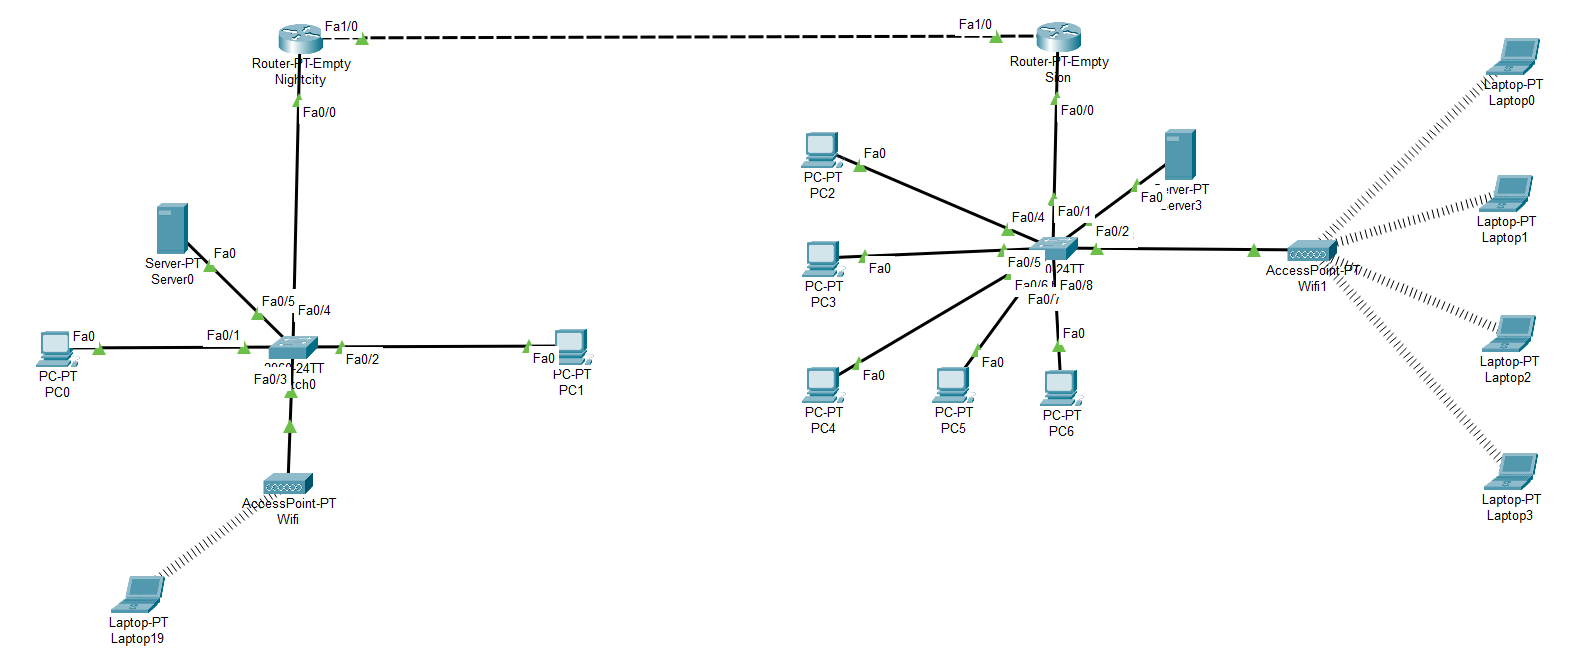 Fa1/0
Router-PT-Empty
Nightcity
Fa0/0
Fa1/0
Router-PT-Empty
Sion
Fa0/0
Laptop-PT
Laptop0
Fa0
PC-PT
PC2
Server-PT
Server3
Fa0
Fa0/4
Fa0/1
Fa0/2
Laptop-PT
Laptop1
Fa0
Server-PT
Server0
Fa0/5
Fa0/4
Fa0
PC-PT
PC3
Fa0/5
24TT
Fa0/6
Fa0/8
Fa0/7
AccessPoint-PT
Wifi1
Fa0
PC-PT
PC0
Fa0/1
Fa0/2
-24TT
Fa0/3
Fa0
PC-PT
PC1
Fa0
PC-PT
PC4
Fa0
PC-PT
PC5
Fa0
PC-PT
PC6
Laptop-PT
Laptop2
AccessPoint-PT
Wifi
Laptop-PT
Laptop3
Laptop-PT
Laptop19